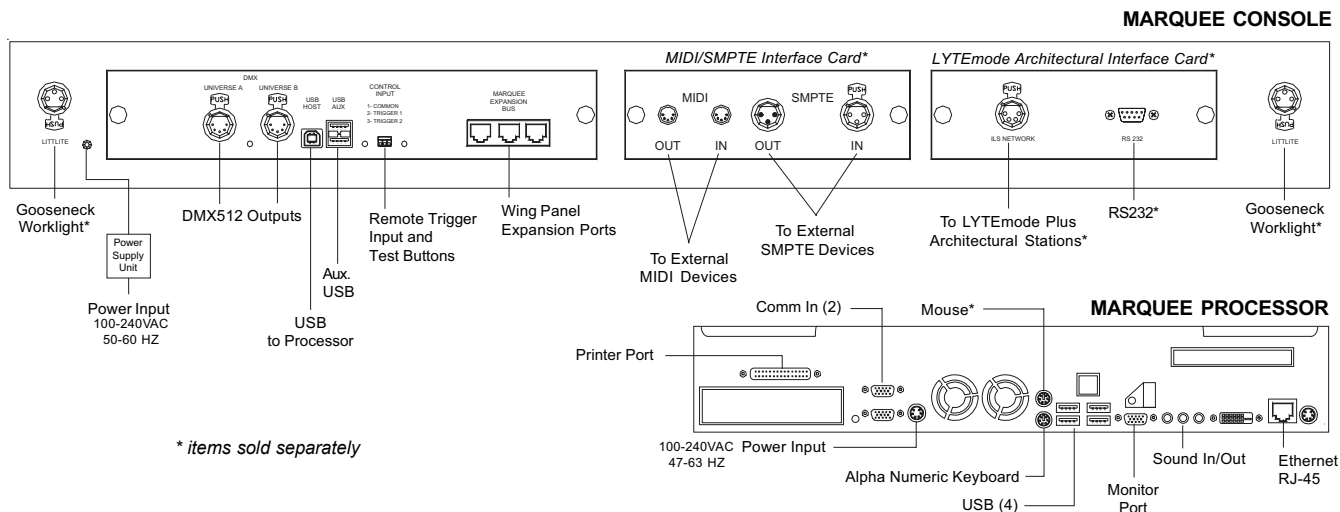 MARQUEE CONSOLE
MIDI/SMPTE Interface Card*
LYTEmode Architectural Interface Card*
DMX
UNIVERSE A
UNIVERSE B
PUSH
PUSH
USB
HOST
USB
AUX
CONTROL
INPUT
1- COMMON
2- TRIGGER 1
3- TRIGGER 2
MARQUEE
EXPANSION
BUS
MIDI
SMPTE
PUSH
PUSH
PUSH
LITTLITE
OUT
IN
OUT
IN
ILS NETWORK
RS 232
PUSH
LITTLITE
Gooseneck
Worklight*
DMX512 Outputs
Remote Trigger
Input and
Test Buttons
Wing Panel
Expansion Ports
To External
MIDI Devices
To External
SMPTE Devices
To LYTEmode Plus
Architectural Stations*
RS232*
Gooseneck
Worklight*
Power
Supply
Unit
Power Input
100-240VAC
50-60 HZ
Aux.
USB
USB
to Processor
MARQUEE PROCESSOR
Comm In (2)
Mouse*
Printer Port
* items sold separately
100-240VAC
47-63 HZ
Power Input
Alpha Numeric Keyboard
USB (4)
Monitor
Port
Sound In/Out
Ethernet
RJ-45